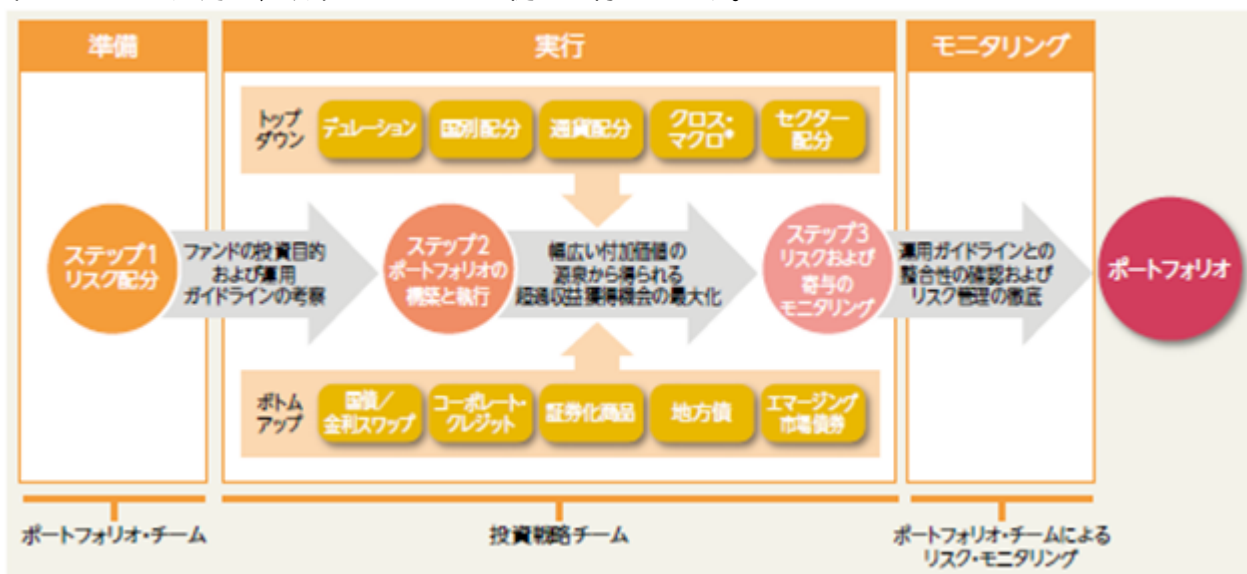 準備
実行
モニタリング
トップ
ダウン
デュレーション
国別配分
通貨配分
クロス・
マクロ*
セクター
配分
ステップ1
リスク配分
ファンドの投資目的
および運用
ガイドラインの考察
ステップ2
ポートフォリオの
構築と執行
幅広い付加価値の
源泉から得られる
超過収益獲得機会の最大化
ステップ3
リスクおよび
寄与の
モニタリング
運用ガイドラインとの
整合性の確認および
リスク管理の徹底
ポートフォリオ
ボトム
アップ
国債/
金利スワップ
コーポレート・
クレジット
証券化商品
地方債
エマージング
市場債券
ポートフォリオ・チーム
投資戦略チーム
ポートフォリオ・チームによる
リスク・モニタリング